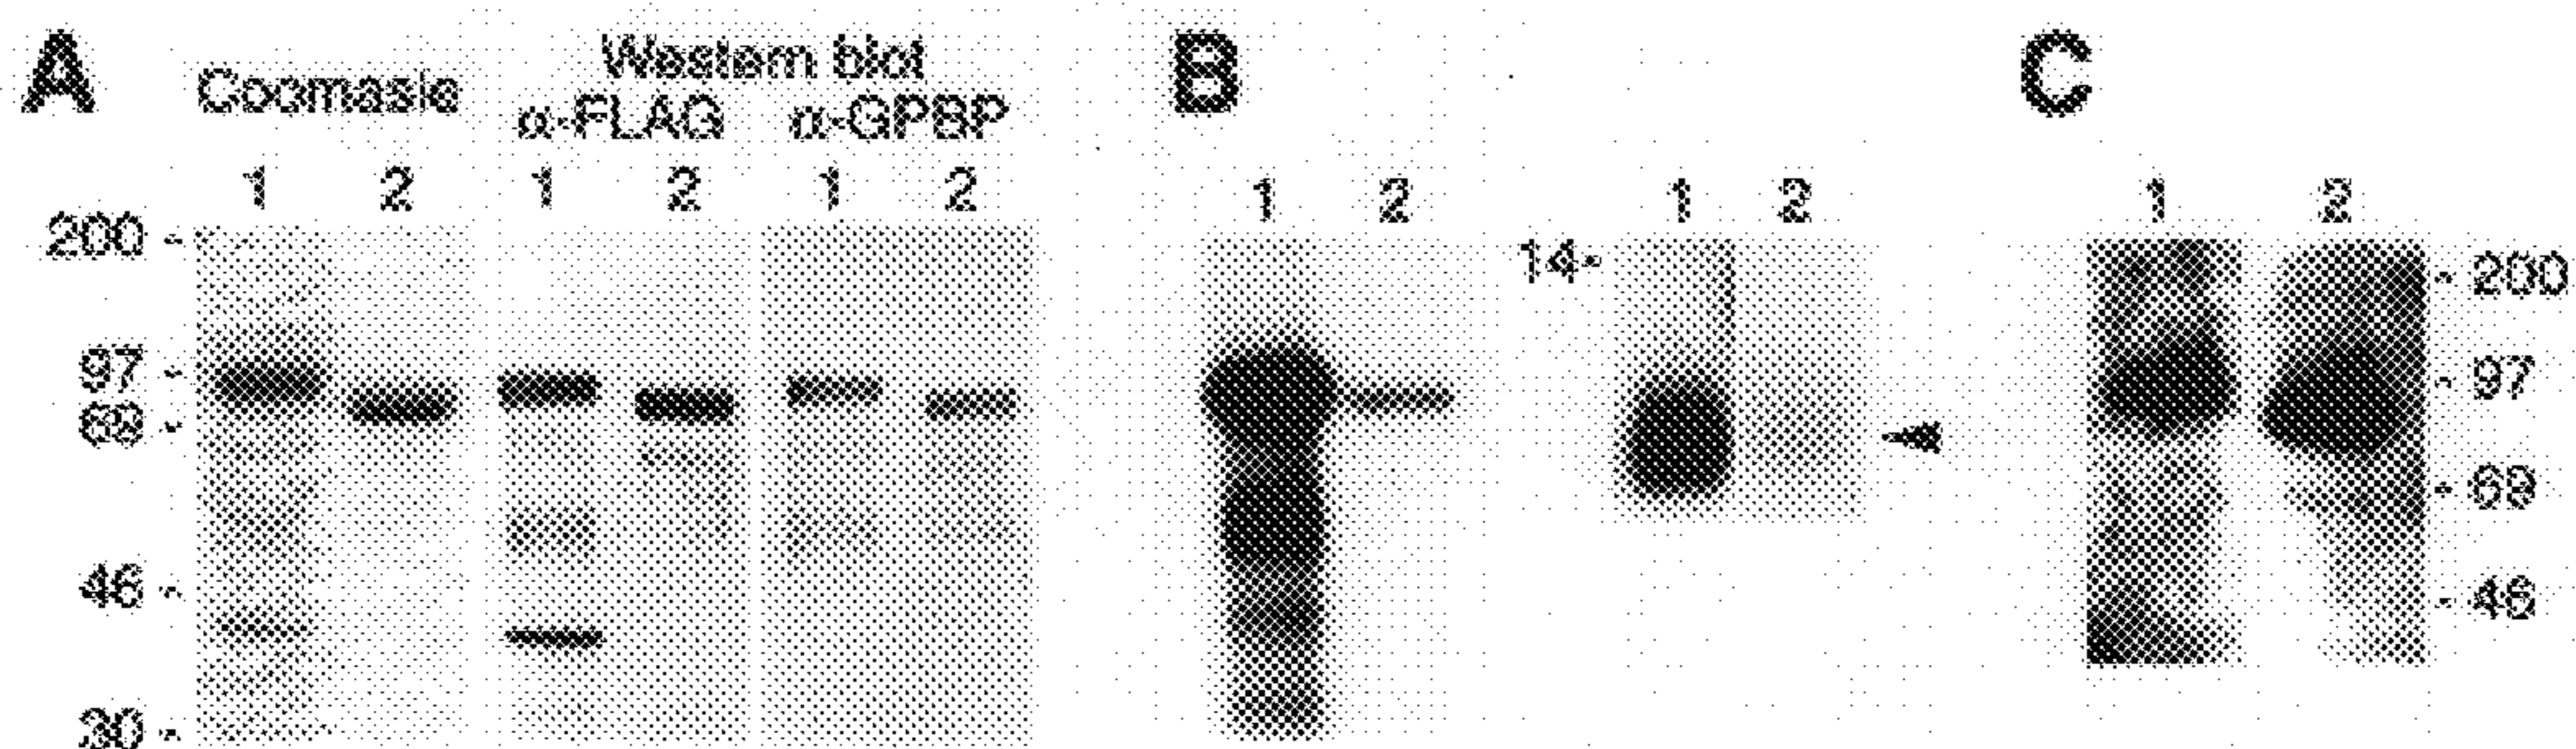 A
Coomasie
Western blot
α-FLAG α-GPBP
1 2 1 2 1 2
200 -
97 -
69 -
46 -
30 -
B
1 2
14-
1 2
C
1 2
- 200
- 97
- 69
- 46